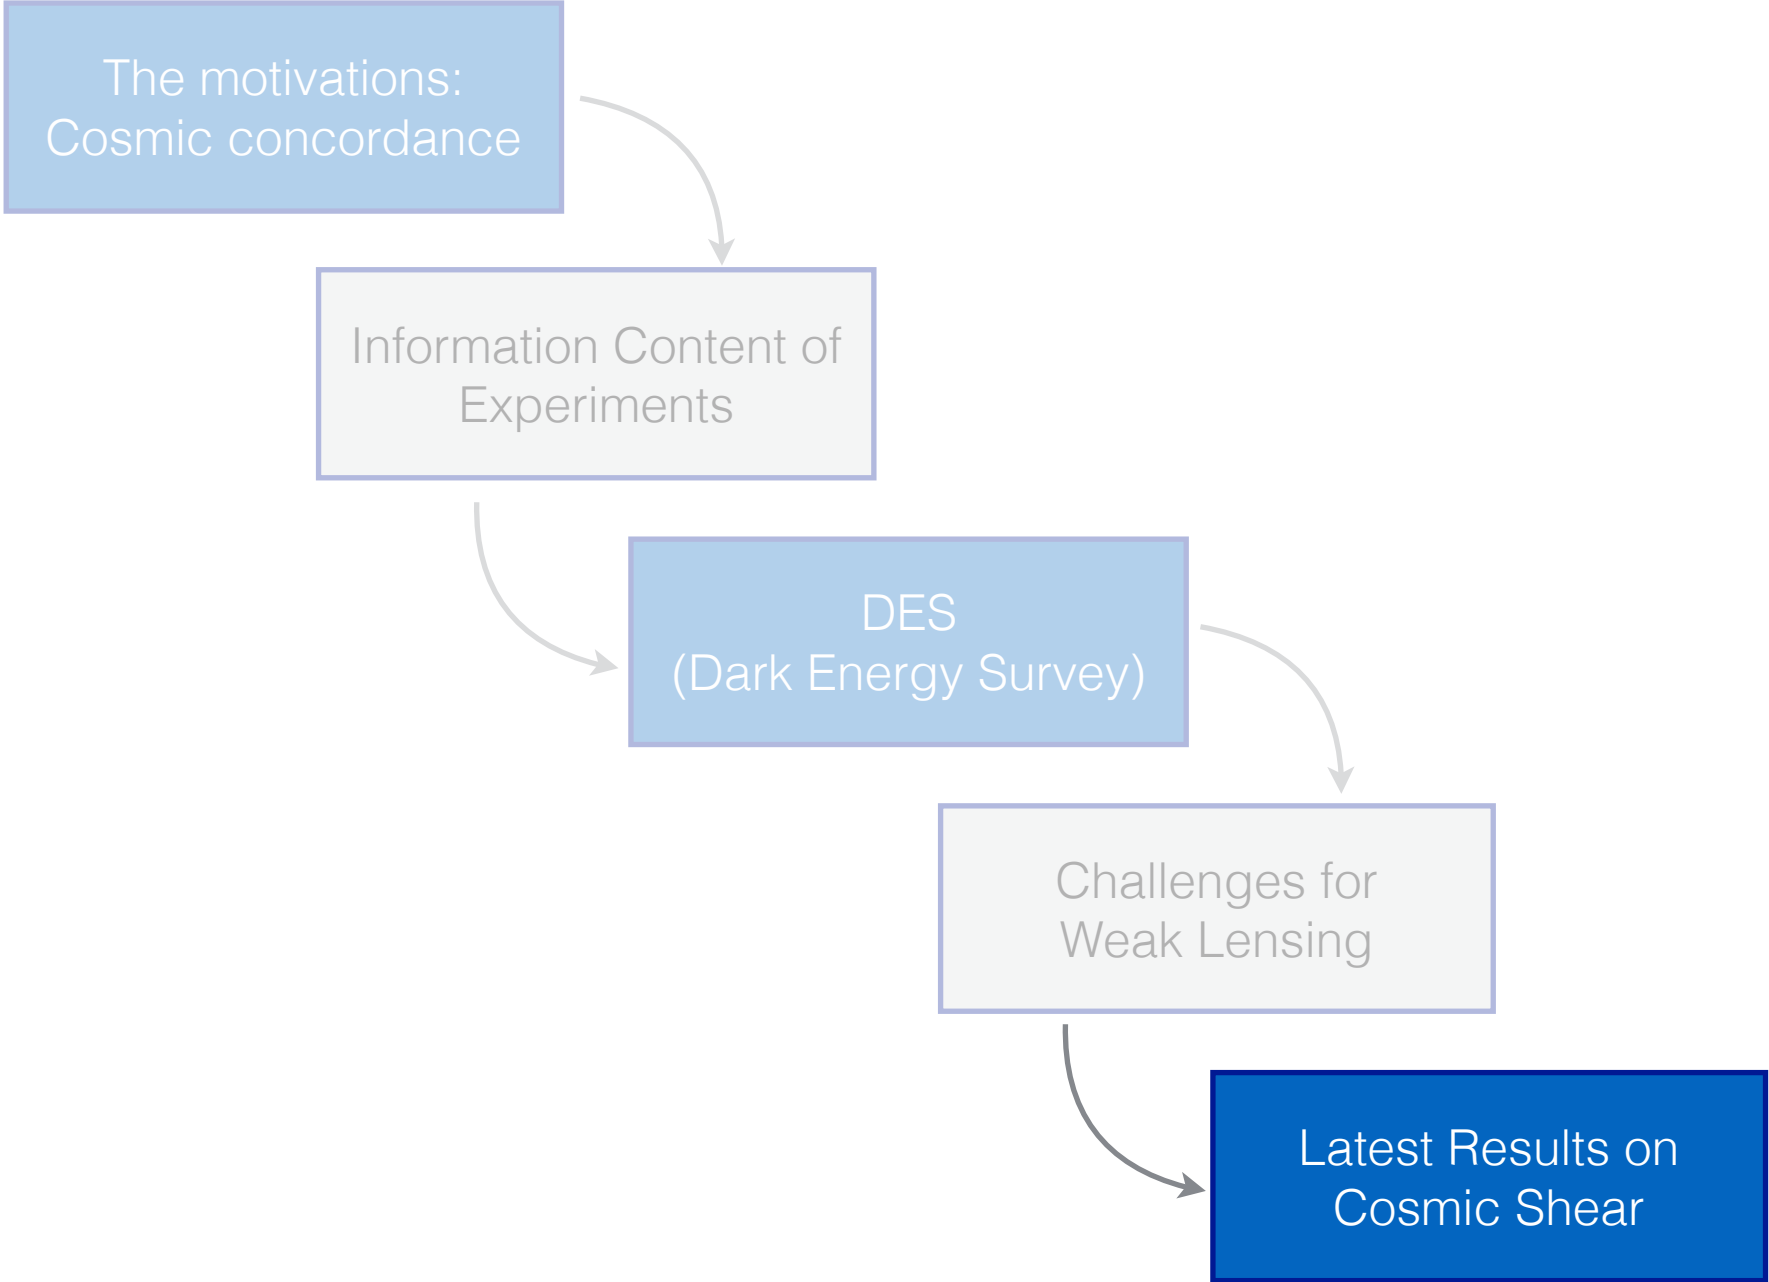 The motivations:
Cosmic concordance
Information Content of
Experiments
DES
(Dark Energy Survey)
Challenges for
Weak Lensing
Latest Results on
Cosmic Shear